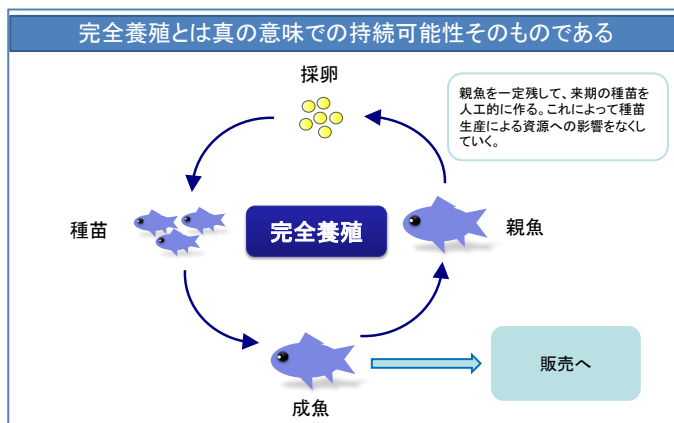 完全養殖とは真の意味での持続可能性そのものである
採卵
親魚を一定残して、来期の種苗を
人工的に作る。これによって種苗
生産による資源への影響をなくし
ていく。
種苗
完全養殖
親魚
成魚
販売へ